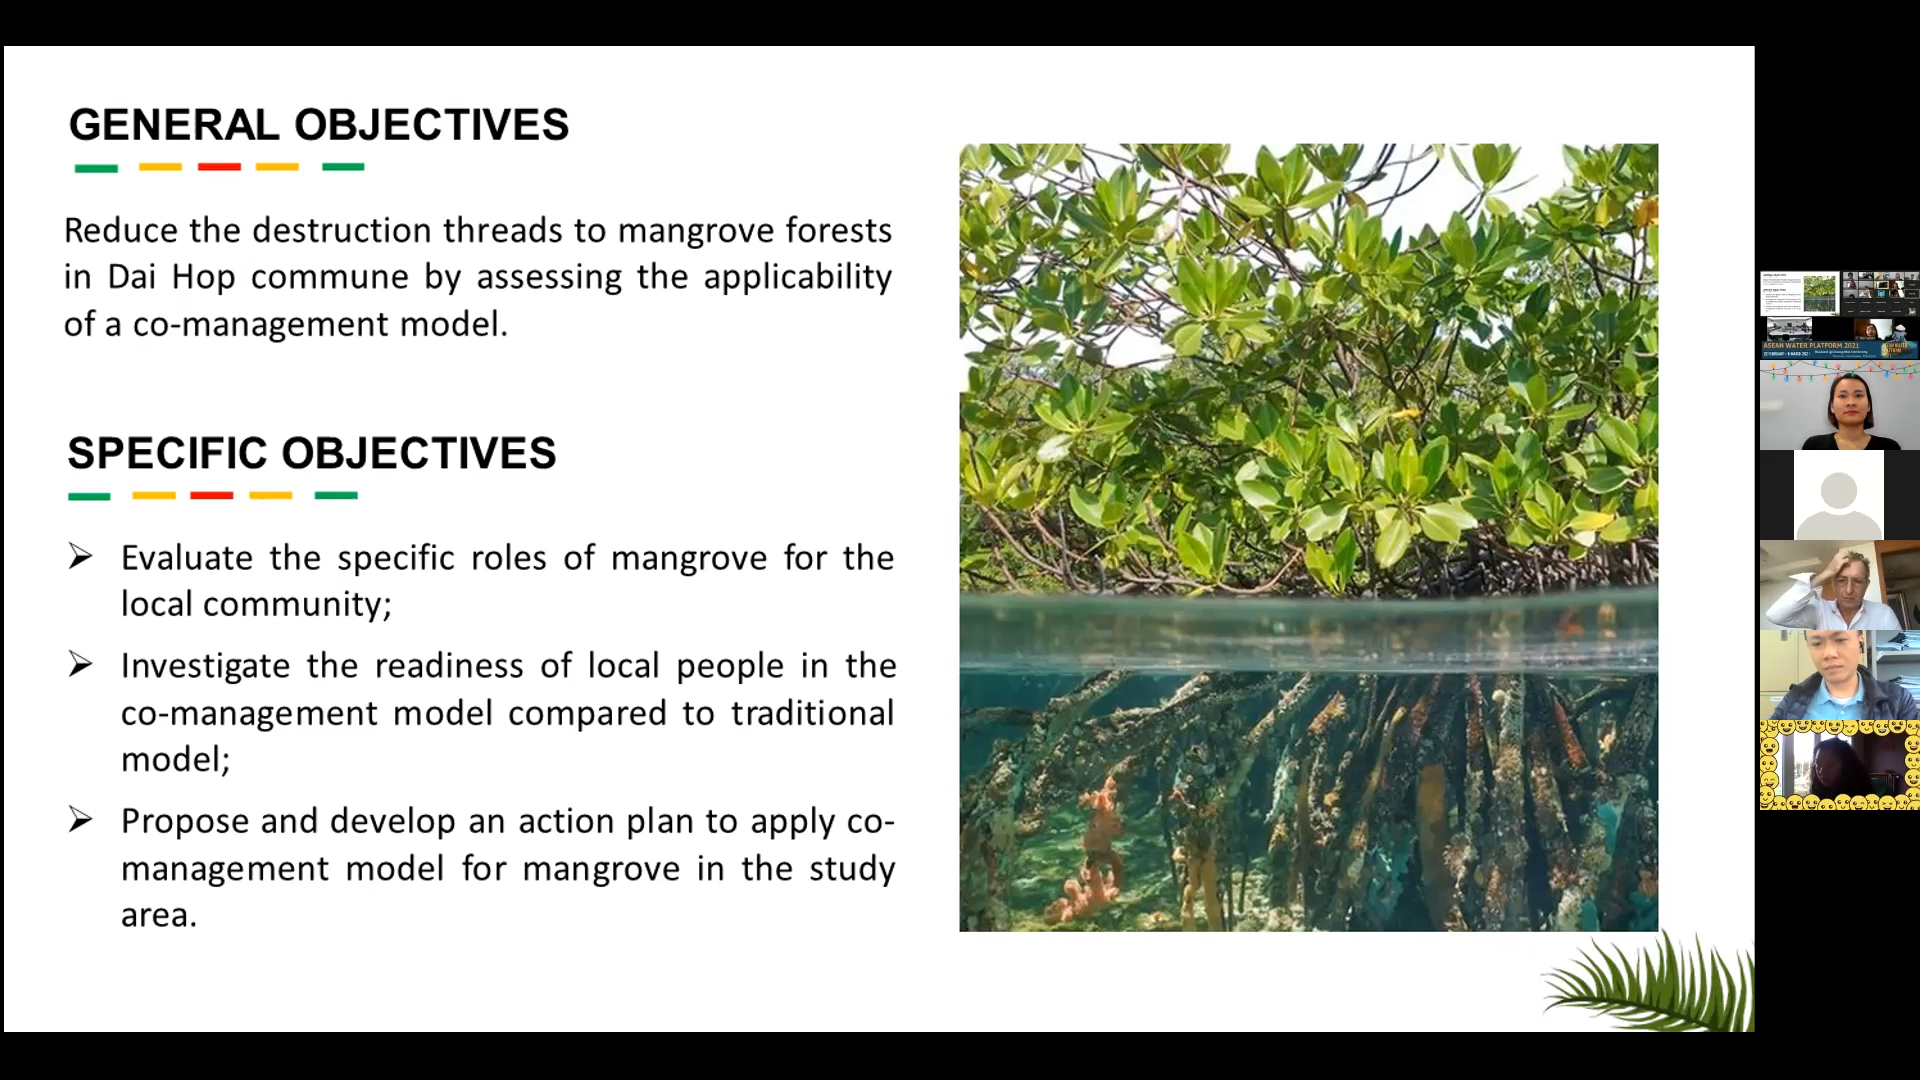 GENERAL OBJECTIVES
Reduce the destruction threads to mangrove forests
in Dai Hop commune by assessing the applicability
of a co-management model.
SPECIFIC OBJECTIVES
➢ Evaluate the specific roles of mangrove for the
local community;
➢ Investigate the readiness of local people in the
co-management model compared to traditional
model;
➢ Propose and develop an action plan to apply co-
management model for mangrove in the study
area.
ASEAN WATER PLATFORM 2021